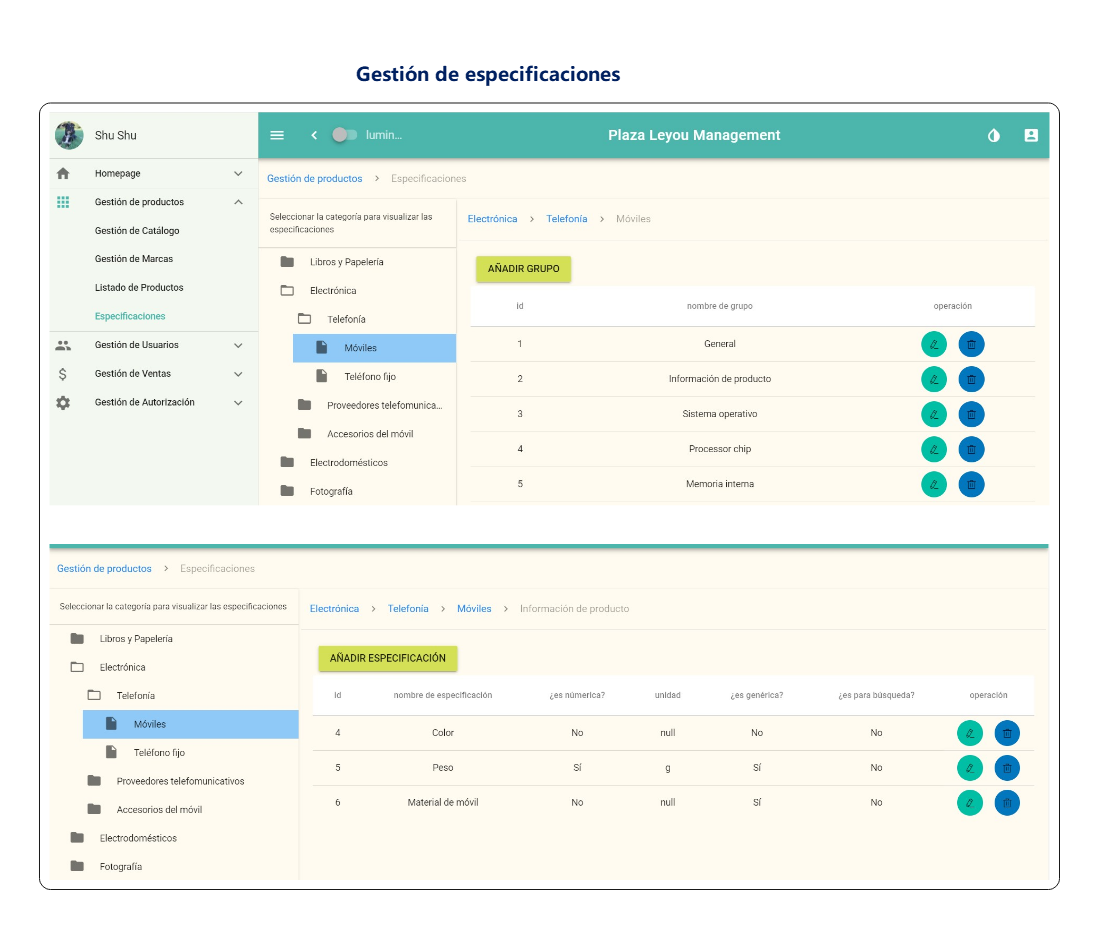 Gestión de especificaciones
Shu Shu
lumin...
Plaza Leyou Management
Homepage
Gestión de productos
Gestión de Catálogo
Gestión de Marcas
Listado de Productos
Especificaciones
Gestión de Usuarios
Gestión de Ventas
Gestión de Autorización
Gestión de productos > Especificaciones
Seleccionar la categoría para visualizar las
especificaciones
Libros y Papelería
Electrónica
Telefonía
Móviles
Teléfono fijo
Proveedores telefomunica...
Accesorios del móvil
Electrodomésticos
Fotografía
Electrónica > Telefonía > Móviles
AÑADIR GRUPO
id nombre de grupo operación
1 General
2 Información de producto
3 Sistema operativo
4 Processor chip
5 Memoria interna
Gestión de productos > Especificaciones
Seleccionar la categoría para visualizar las especificaciones
Libros y Papelería
Electrónica
Telefonía
Móviles
Teléfono fijo
Proveedores telefomunicativos
Accesorios del móvil
Electrodomésticos
Fotografía
Electrónica > Telefonía > Móviles > Información de producto
AÑADIR ESPECIFICACIÓN
id nombre de especificación ¿es númerica? unidad ¿es genérica? ¿es para búsqueda? operación
4 Color No null No No
5 Peso Sí g Sí No
6 Material de móvil No null Sí No